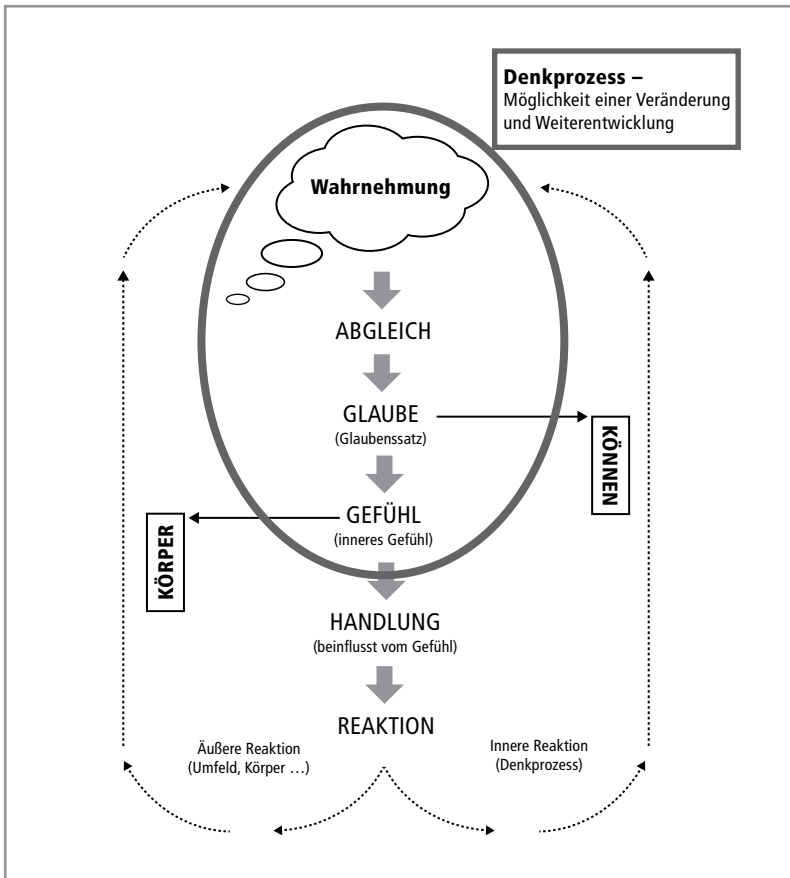 Denkprozess –
Möglichkeit einer Veränderung
und Weiterentwicklung
Wahrnehmung
ABGLEICH
GLAUBE
(Glaubenssatz)
KÖNNEN
GEFÜHL
(inneres Gefühl)
KÖRPER
HANDLUNG
(beinflusst vom Gefühl)
REAKTION
Äußere Reaktion
(Umfeld, Körper …)
Innere Reaktion
(Denkprozess)